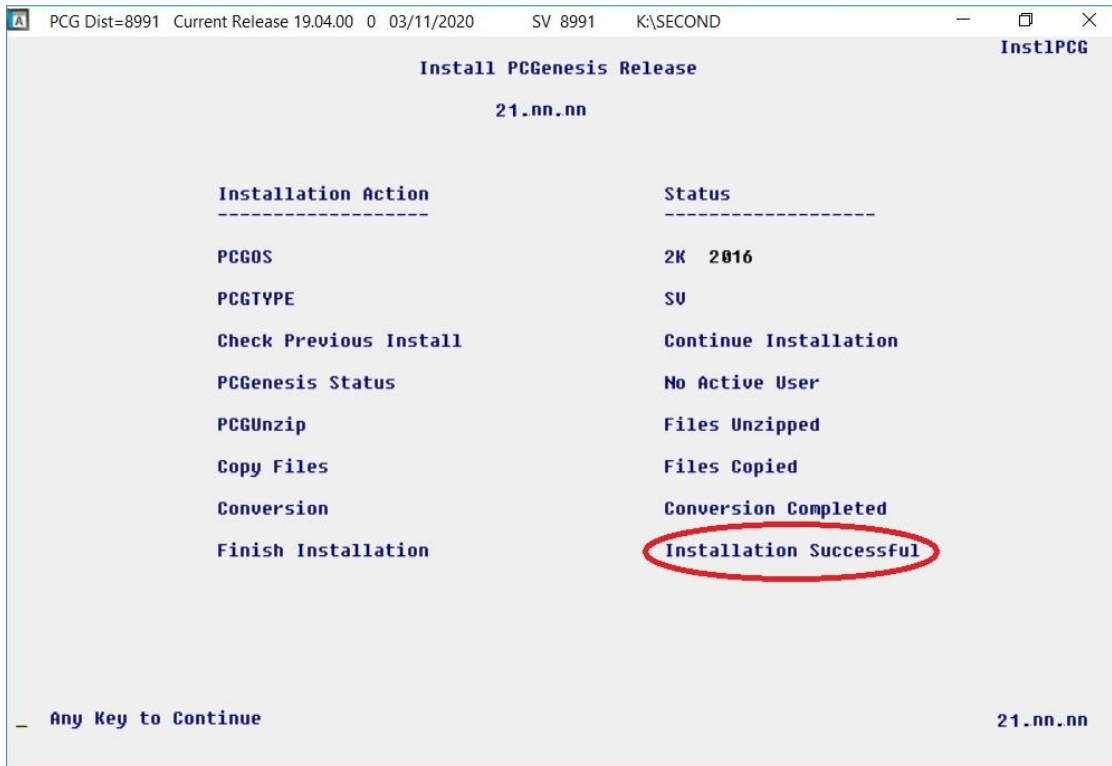 PCG Dist=8991 Current Release 19.04.00 0 03/11/2020 SV 8991 K:\SECOND
InstlPCG
Install PCGenesis Release
21.nn.nn
Installation Action Status
------------------- -------------------
PCGOS 2K 2016
PCGTYPE SV
Check Previous Install Continue Installation
PCGenesis Status No Active User
PCGUnzip Files Unzipped
Copy Files Files Copied
Conversion Conversion Completed
Finish Installation Installation Successful
_ Any Key to Continue 21.nn.nn